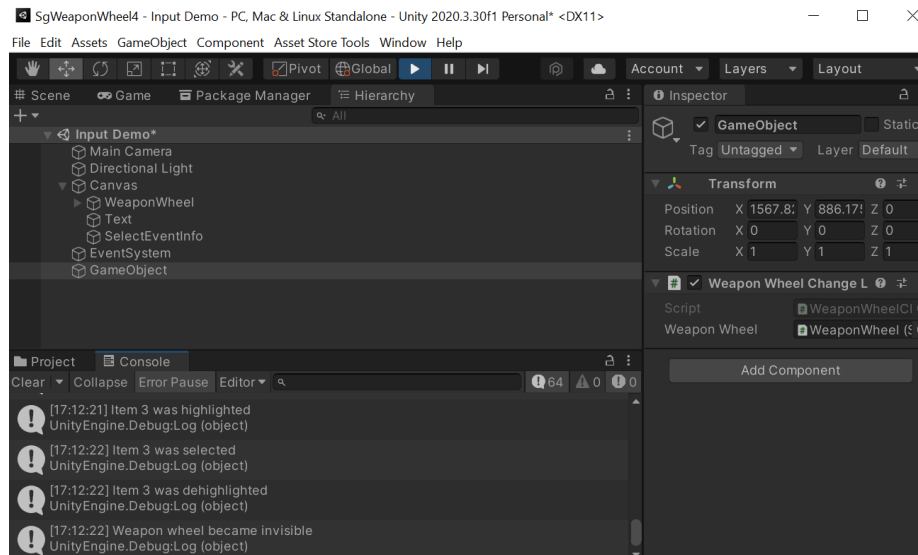 SgWeaponWheel4 - Input Demo - PC, Mac & Linux Standalone - Unity 2020.3.30f1 Personal* <DX11>
File Edit Assets GameObject Component Asset Store Tools Window Help
Pivot Global Account Layers Layout
# Scene Game Package Manager Hierarchy
All
Input Demo*
Main Camera
Directional Light
Canvas
WeaponWheel
Text
SelectEventInfo
EventSystem
GameObject
Project Console
Clear Collapse Error Pause Editor 64 0 0
[17:12:21] Item 3 was highlighted
UnityEngine.Debug:Log (object)
[17:12:22] Item 3 was selected
UnityEngine.Debug:Log (object)
[17:12:22] Item 3 was dehighlighted
UnityEngine.Debug:Log (object)
[17:12:22] Weapon wheel became invisible
UnityEngine.Debug:Log (object)
Inspector
GameObject Static
Tag Untagged Layer Default
Transform
Position X 1567.8 Y 886.17 Z 0
Rotation X 0 Y 0 Z 0
Scale X 1 Y 1 Z 1
# Weapon Wheel Change L
Script WeaponWheelCl
Weapon Wheel WeaponWheel (S
Add Component